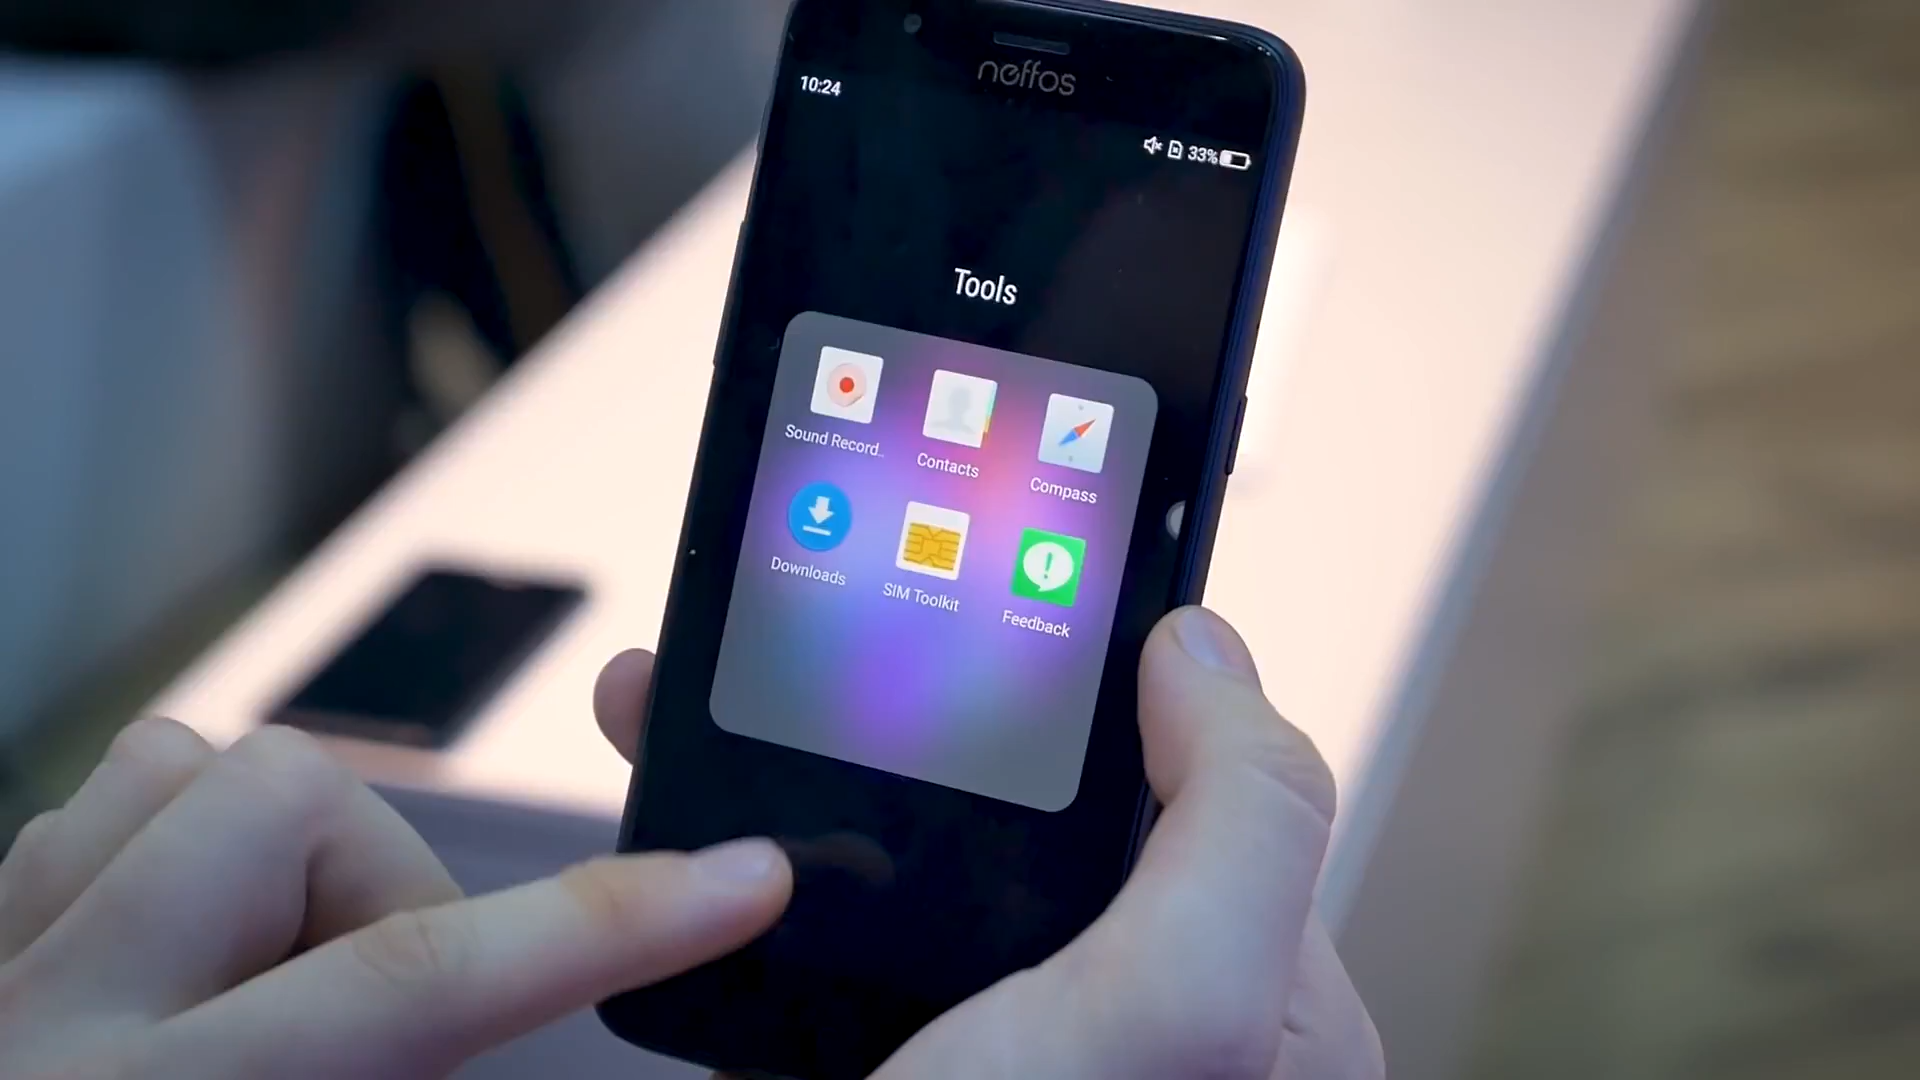 neffos
10:24
33%
Tools
Sound Record..
Contacts
Compass
Downloads
SIM Toolkit
Feedback